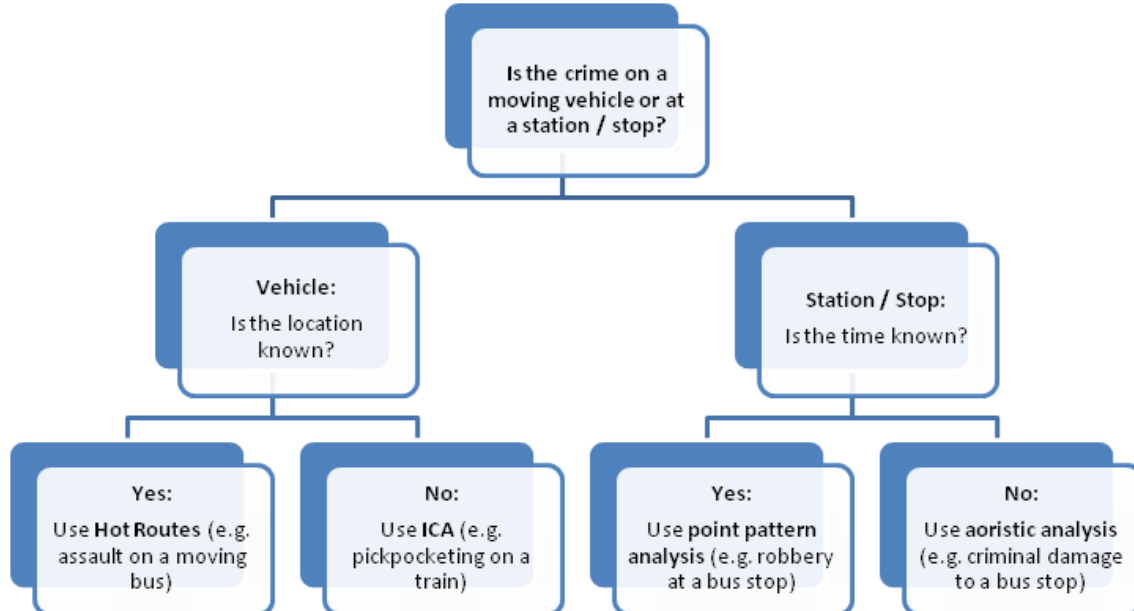 Is the crime on a
moving vehicle or at
a station / stop?
Vehicle:
Is the location
known?
Station / Stop:
Is the time known?
Yes:
Use Hot Routes (e.g.
assault on a moving
bus)
No:
Use ICA (e.g.
pickpocketing on a
train)
Yes:
Use point pattern
analysis (e.g. robbery
at a bus stop)
No:
Use aoristic analysis
(e.g. criminal damage
to a bus stop)